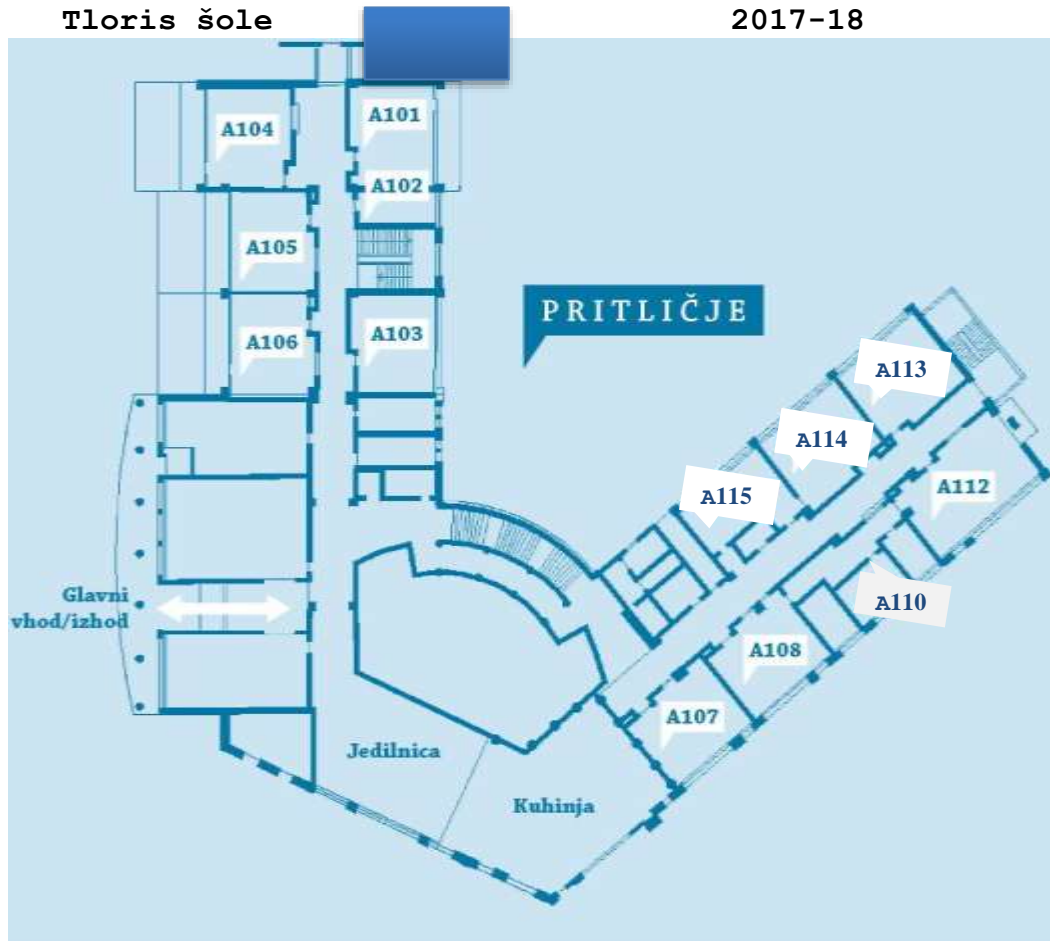 Tloris šole 2017-18
A101
A104
A102
A105
A106
A103
PRITLIČJE
A113
A114
A115
A112
Glavni
vhod/izhod
A110
A108
A107
Jedilnica
Kuhinja